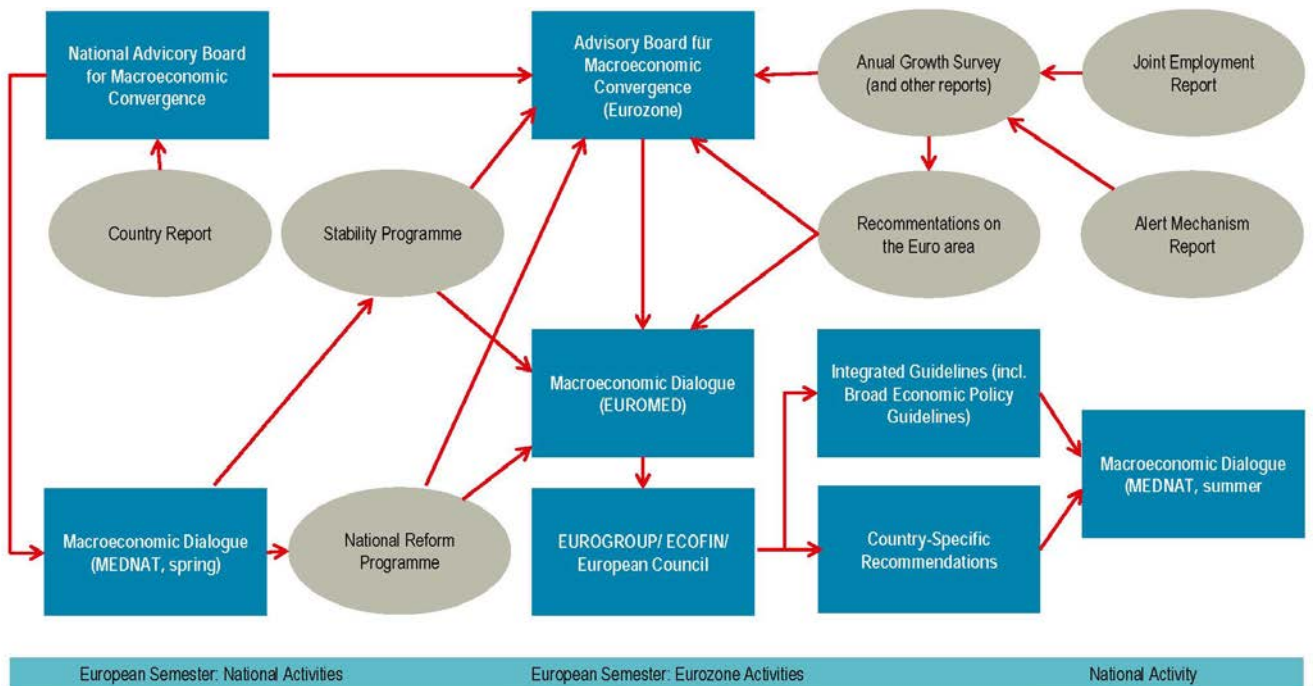 National Advicory Board
for Macroeconomic
Convergence
Advisory Board für
Macroeconomic
Convergence
(Eurozone)
Anual Growth Survey
(and other reports)
Joint Employment
Report
Country Report
Stability Programme
Recommentations on
the Euro area
Alert Mechanism
Report
Macroeconomic Dialogue
(EUROMED)
Integrated Guidelines (incl.
Broad Economic Policy
Guidelines)
Macroeconomic Dialogue
(MEDNAT, summer
Macroeconomic Dialogue
(MEDNAT, spring)
National Reform
Programme
EUROGROUP/ ECOFIN/
European Council
Country-Specific
Recommendations
European Semester: National Activities
European Semester: Eurozone Activities
National Activity